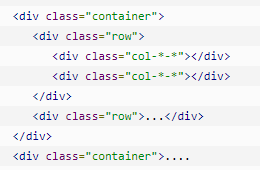 <div class="container">
<div class="row">
<div class="col-*-*"></div>
<div class="col-*-*"></div>
</div>
<div class="row">...</div>
</div>
<div class="container">....